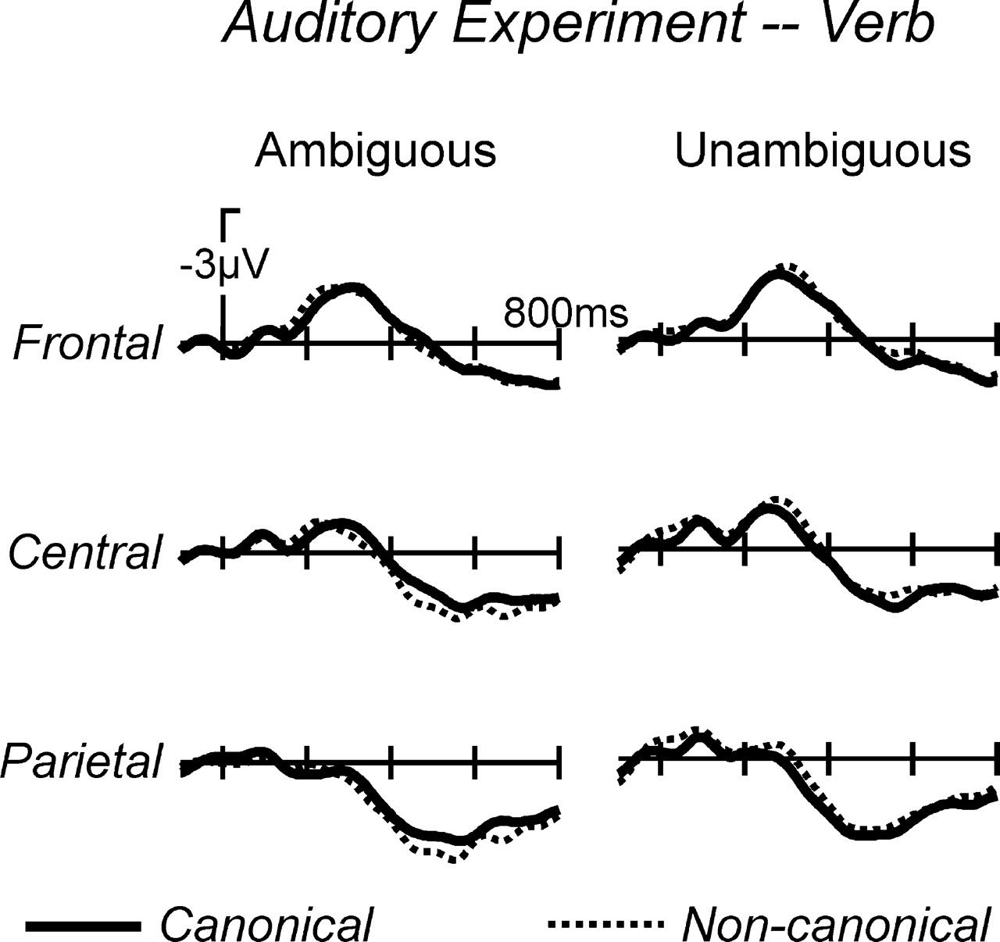 Auditory Experiment -- Verb
Ambiguous Unambiguous
-3μV
800ms
Frontal
Central
Parietal
Canonical Non-canonical